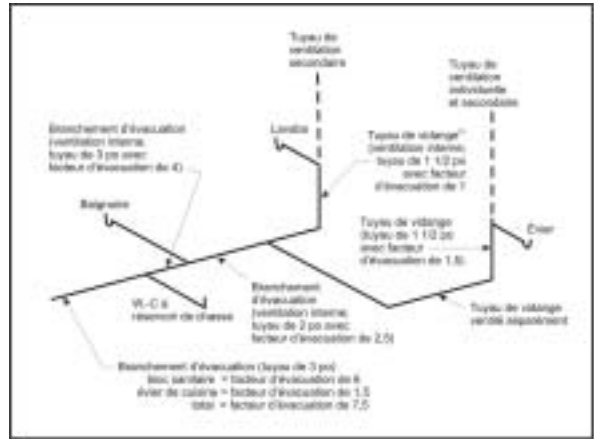 Tuyau de
ventilation
secondaire
Tuyau de
ventilation
individuelle
et secondaire
Branchement d'évacuation
(ventilation interne,
tuyau de 3 po avec
facteur d'évacuation de 4)
Lavabo
Tuyau de vidange
(ventilation interne,
tuyau de 1 1/2 po
avec facteur
d'évacuation de 1
Baignoire
Tuyau de vidange
(tuyau de 1 1/2 po
avec facteur
d'évacuation de 1,5)
Évier
W.-C. à
réservoir de chasse
Branchement
d'évacuation
(ventilation interne,
tuyau de 2 po avec
facteur d'évacuation de 2,5)
Tuyau de vidange
ventilé séparément
Branchement d'évacuation (tuyau de 3 po)
bloc sanitaire = facteur d'évacuation de 6
évier de cuisine = facteur d'évacuation de 1,5
total = facteur d'évacuation de 7,5